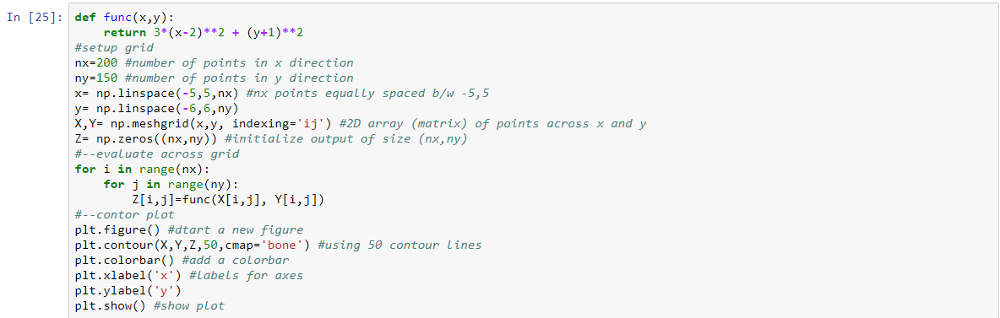 In [25]: def func(x,y):
    return 3*(x-2)**2 + (y+1)**2
#setup grid
nx=200 #number of points in x direction
ny=150 #number of points in y direction
x= np.linspace(-5,5,nx) #nx points equally spaced b/w -5,5
y= np.linspace(-6,6,ny)
X,Y= np.meshgrid(x,y, indexing='ij') #2D array (matrix) of points across x and y
Z= np.zeros((nx,ny)) #initialize output of size (nx,ny)
#--evaluate across grid
for i in range(nx):
    for j in range(ny):
        Z[i,j]=func(X[i,j], Y[i,j])
#--contor plot
plt.figure() #dtart a new figure
plt.contour(X,Y,Z,50,cmap='bone') #using 50 contour lines
plt.colorbar() #add a colorbar
plt.xlabel('x') #labels for axes
plt.ylabel('y')
plt.show() #show plot